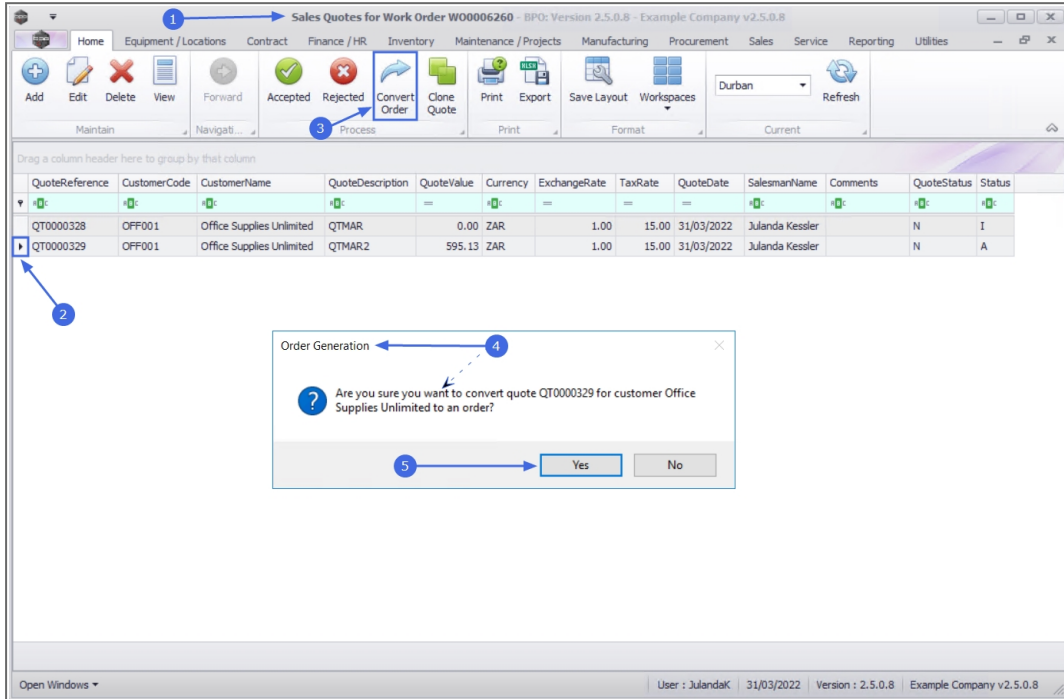 1
Sales Quotes for Work Order WO0006260 - BPO: Version 2.5.0.8 - Example Company v2.5.0.8
Home Equipment / Locations Contract Finance / HR Inventory Maintenance / Projects Manufacturing Procurement Sales Service Reporting Utilities
Add Edit Delete View Forward Accepted Rejected Convert Order Clone Quote Print Export Save Layout Workspaces Durban Refresh
3
Maintain Navigati... Process Print Format Current
Drag a column header here to group by that column
QuoteReference CustomerCode CustomerName QuoteDescription QuoteValue Currency ExchangeRate TaxRate QuoteDate SalesmanName Comments QuoteStatus Status
QT0000328 OFF001 Office Supplies Unlimited QTMAR 0.00 ZAR 1.00 15.00 31/03/2022 Julanda Kessler N I
QT0000329 OFF001 Office Supplies Unlimited QTMAR2 595.13 ZAR 1.00 15.00 31/03/2022 Julanda Kessler N A
2
Order Generation 4
Are you sure you want to convert quote QT0000329 for customer Office
Supplies Unlimited to an order?
5 Yes No
Open Windows User : JulandaK 31/03/2022 Version : 2.5.0.8 Example Company v2.5.0.8